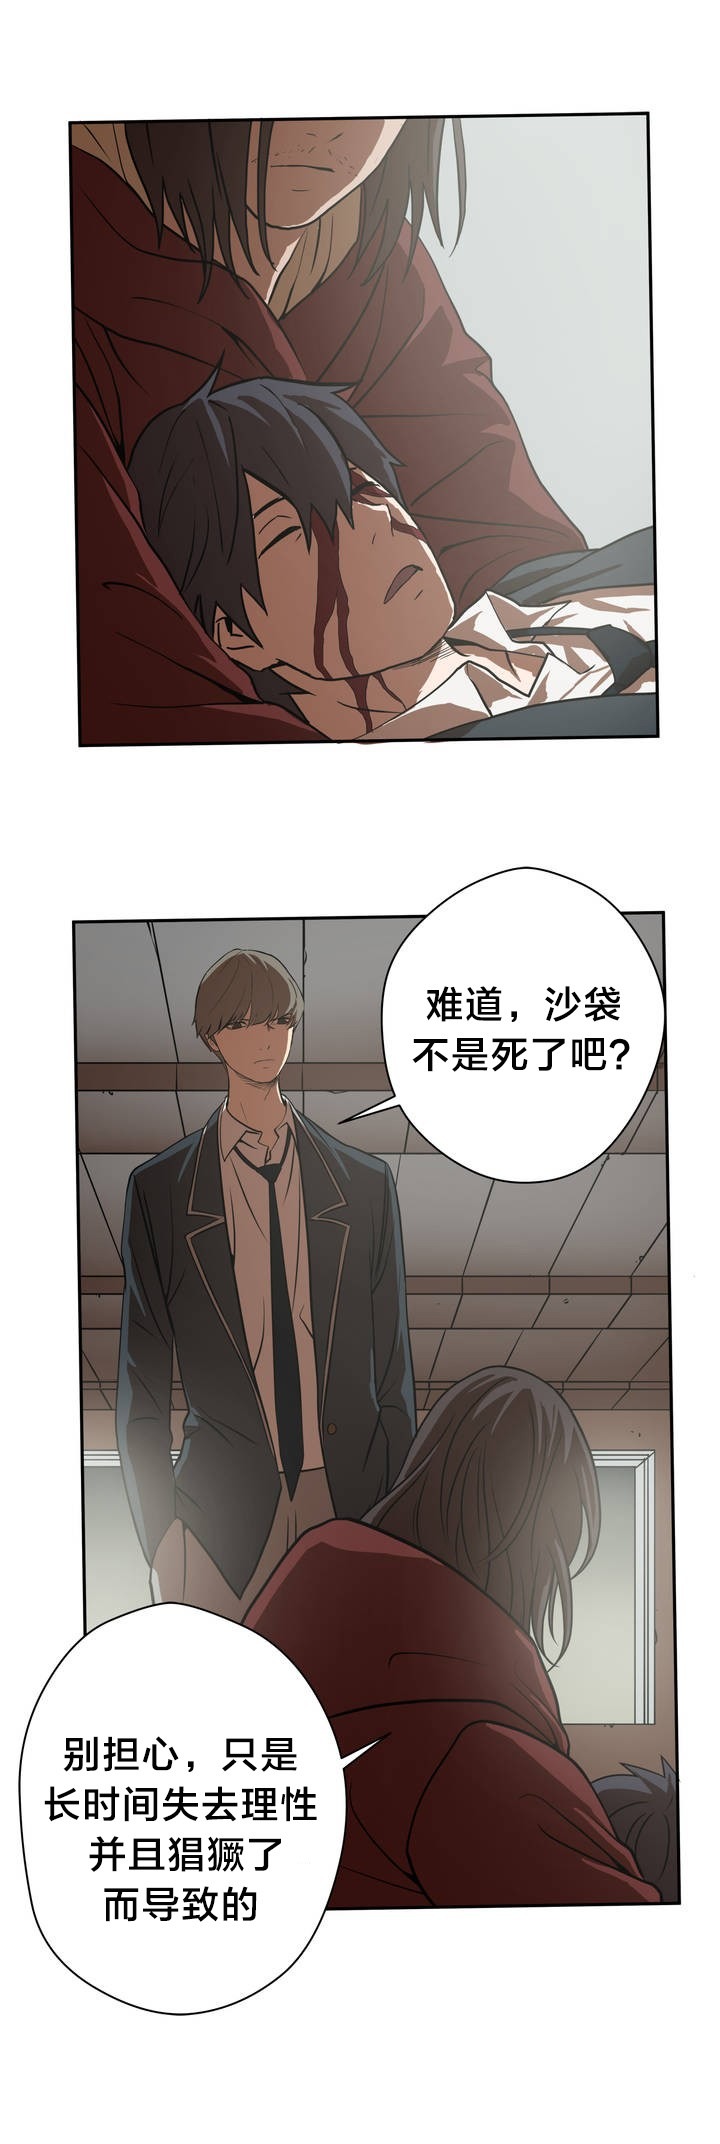 难道，沙袋
不是死了吧？
别担心，只是
长时间失去理性
并且猖獗了
而导致的